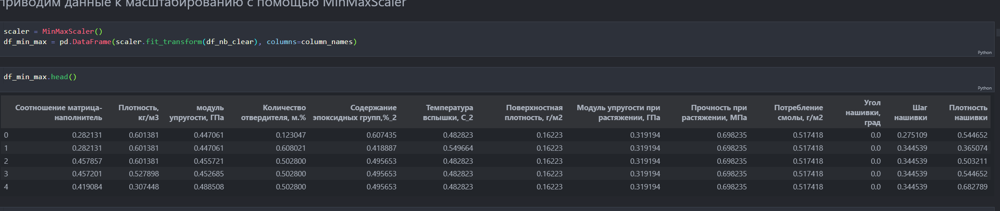 приводим данные к масштабированию с помощью MinMaxScaler
scaler = MinMaxScaler()
df_min_max = pd.DataFrame(scaler.fit_transform(df_nb_clear), columns=column_names)
Python
df_min_max.head()
Python
Соотношение матрица-наполнитель Плотность, кг/м3 модуль упругости, ГПа Количество отвердителя, м.% Содержание эпоксидных групп,%_2 Температура вспышки, С_2 Поверхностная плотность, г/м2 Модуль упругости при растяжении, ГПа Прочность при растяжении, МПа Потребление смолы, г/м2 Угол нашивки, град Шаг нашивки Плотность нашивки
0 0.282131 0.601381 0.447061 0.123047 0.607435 0.482823 0.16223 0.319194 0.698235 0.517418 0.0 0.275109 0.544652
1 0.282131 0.601381 0.447061 0.608021 0.418887 0.549664 0.16223 0.319194 0.698235 0.517418 0.0 0.344539 0.365074
2 0.457857 0.601381 0.455721 0.502800 0.495653 0.482823 0.16223 0.319194 0.698235 0.517418 0.0 0.344539 0.503211
3 0.457201 0.527898 0.452685 0.502800 0.495653 0.482823 0.16223 0.319194 0.698235 0.517418 0.0 0.344539 0.544652
4 0.419084 0.307448 0.488508 0.502800 0.495653 0.482823 0.16223 0.319194 0.698235 0.517418 0.0 0.344539 0.682789